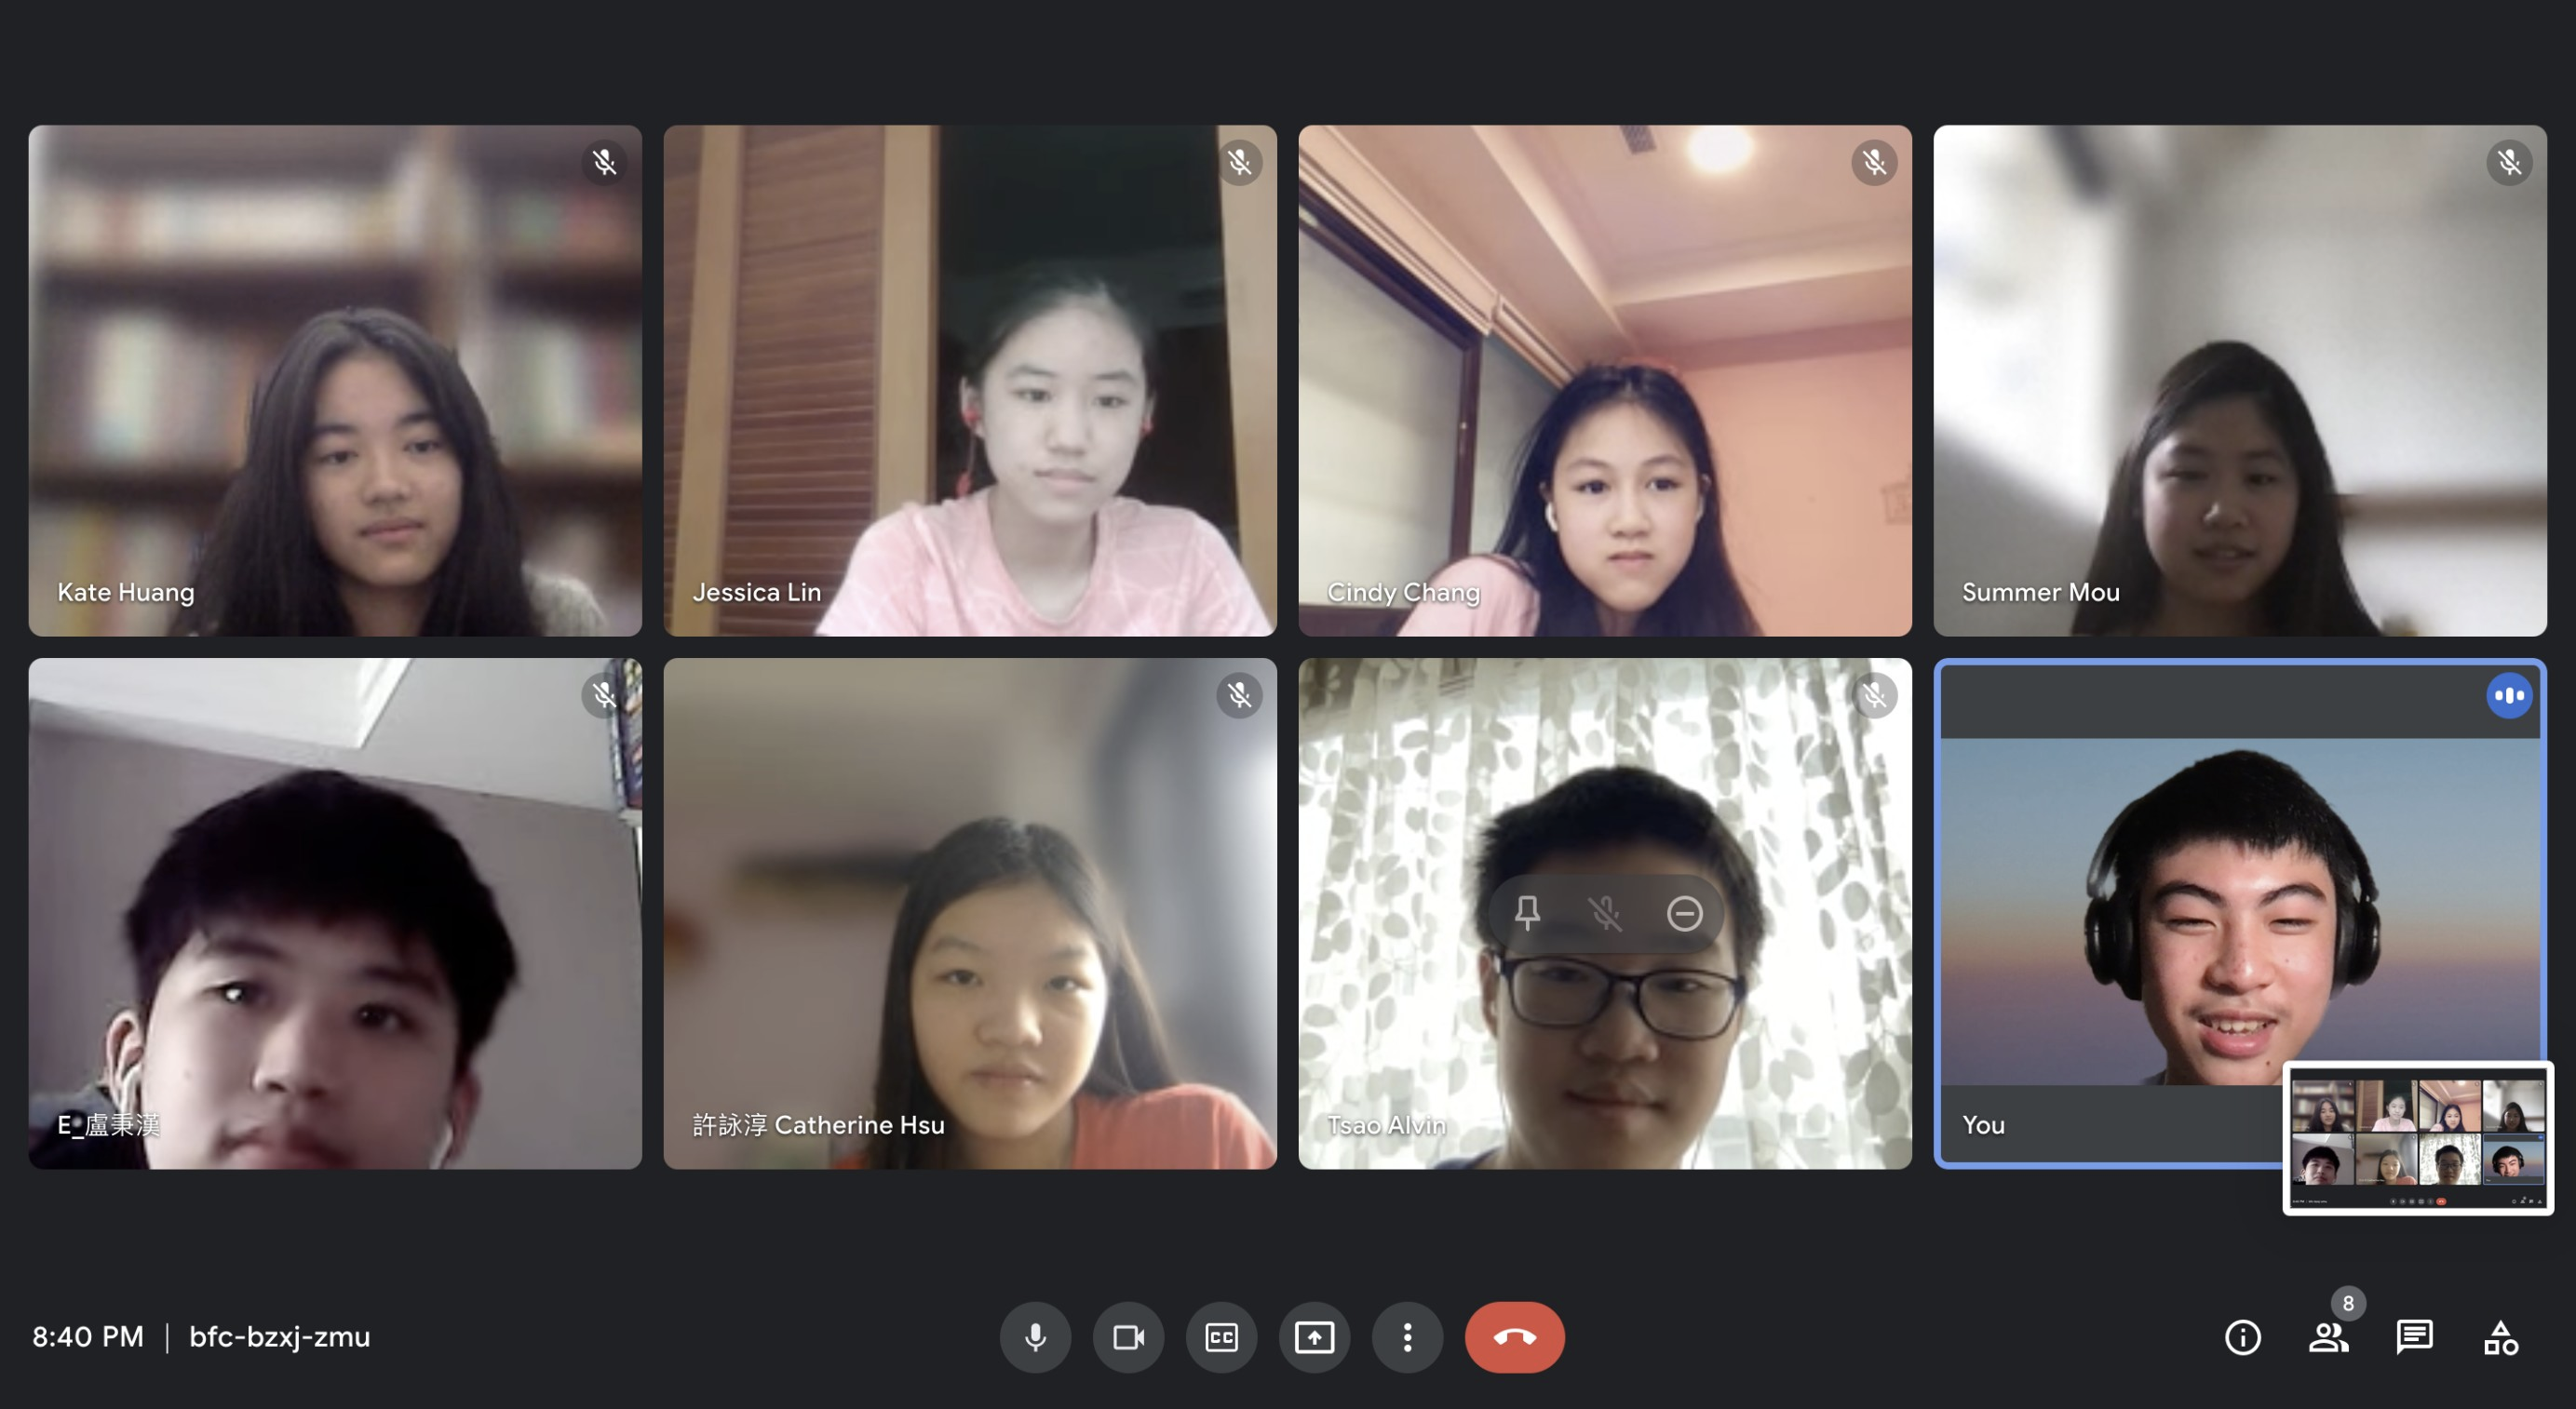 Kate Huang
Jessica Lin
Cindy Chang
Summer Mou
E_盧秉漢
許詠淳 Catherine Hsu
Tsao Alvin
You
8:40 PM | bfc-bzxj-zmu
CC
8